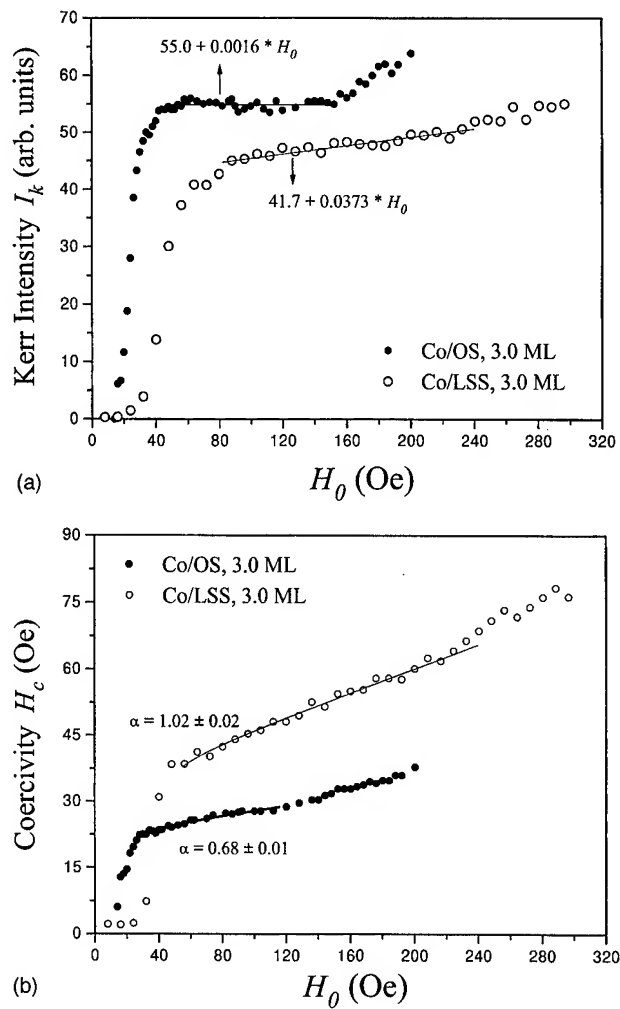 70
60
50
40
30
20
10
0
Kerr Intensity I_k (arb. units)
55.0 + 0.0016 * H_0
41.7 + 0.0373 * H_0
Co/OS, 3.0 ML
Co/LSS, 3.0 ML
0 40 80 120 160 200 240 280 320
(a)
H_0 (Oe)
90
75
60
45
30
15
0
Coercivity H_c (Oe)
Co/OS, 3.0 ML
Co/LSS, 3.0 ML
α = 1.02 ± 0.02
α = 0.68 ± 0.01
0 40 80 120 160 200 240 280 320
(b)
H_0 (Oe)